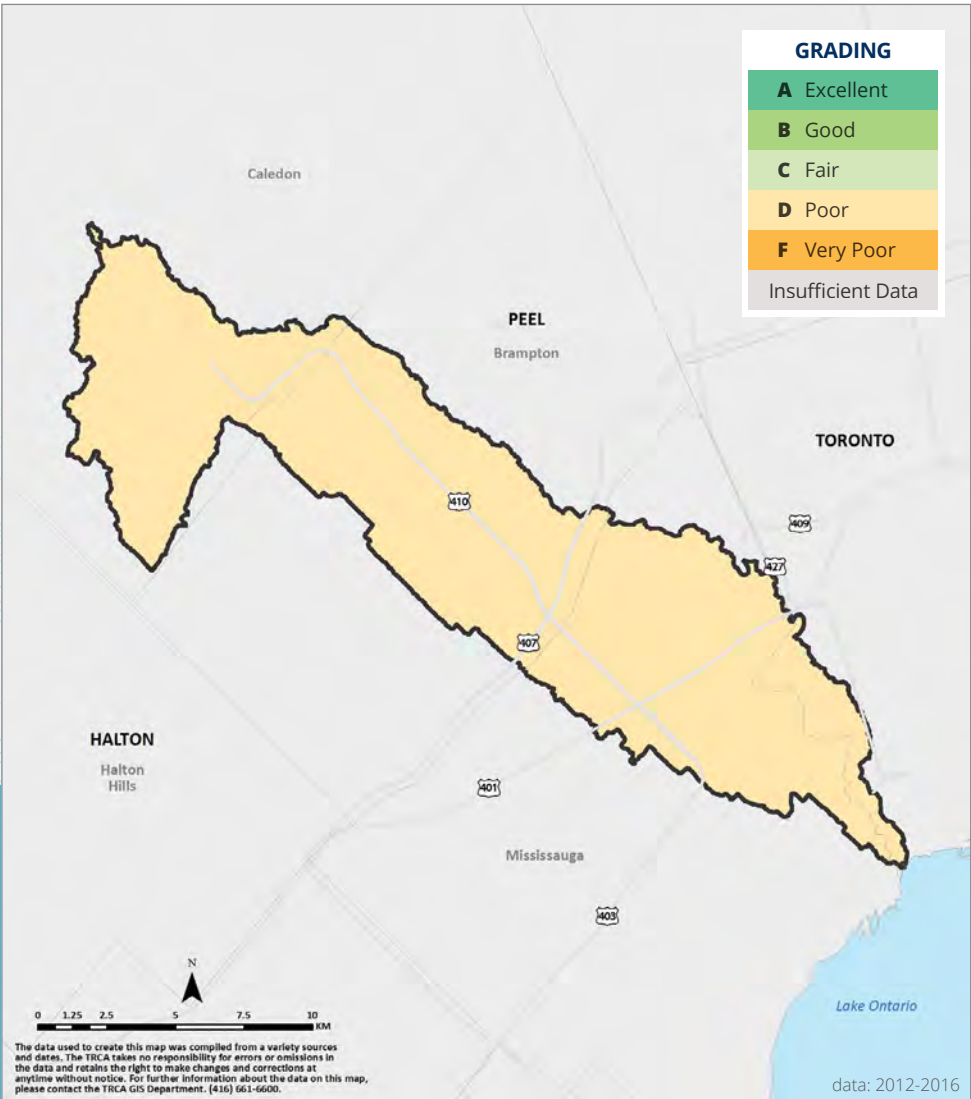 GRADING
A Excellent
B Good
C Fair
D Poor
F Very Poor
Insufficient Data
Caledon
PEEL
Brampton
TORONTO
410
409
427
407
HALTON
Halton
Hills
401
Mississauga
403
N
0 1.25 2.5 5 7.5 10
KM
Lake Ontario
The data used to create this map was compiled from a variety sources
and dates. The TRCA takes no responsibility for errors or omissions in
the data and retains the right to make changes and corrections at
anytime without notice. For further information about the data on this map,
please contact the TRCA GIS Department. (416) 661-6600.
data: 2012-2016